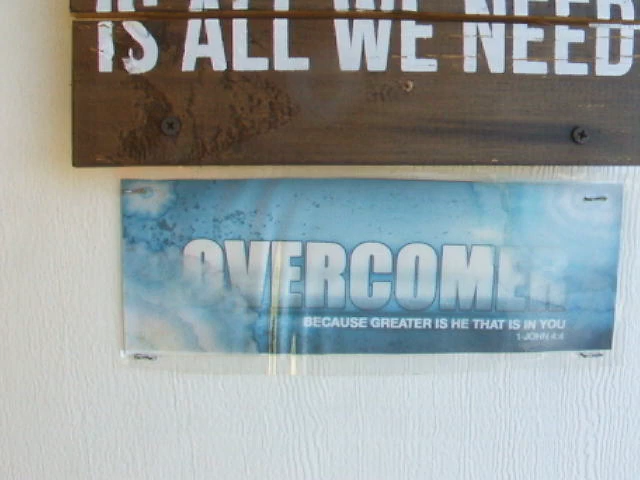 IS ALL WE NEED
OVERCOMER
BECAUSE GREATER IS HE THAT IS IN YOU
1 JOHN 4:4